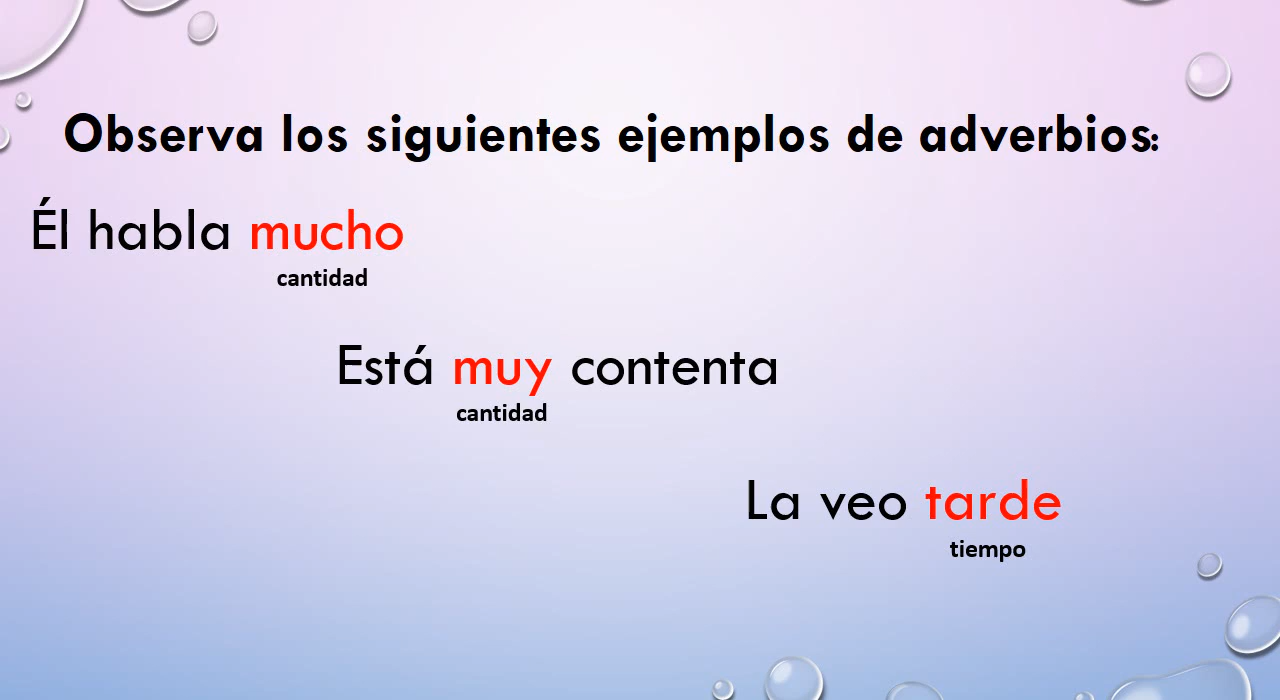 Observa los siguientes ejemplos de adverbios:
Él habla mucho
cantidad
Está muy contenta
cantidad
La veo tarde
tiempo